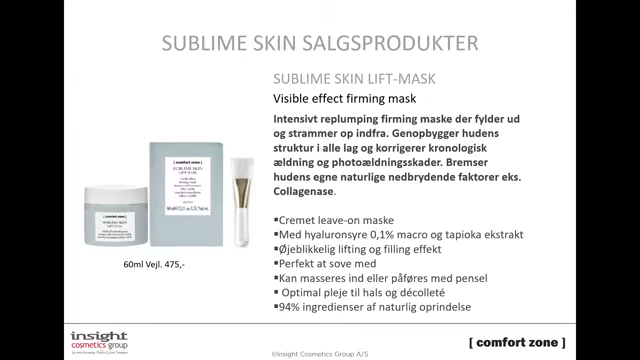 SUBLIME SKIN SALGSPRODUKTER
SUBLIME SKIN LIFT-MASK
Visible effect firming mask
Intensivt replumping firming maske der fylder ud
og strammer op indfra. Genopbygger hudens
struktur i alle lag og korrigerer kronologisk
ældning og photoældningsskader. Bremser
hudens egne naturlige nedbrydende faktorer eks.
Collagenase.
▪Cremet leave-on maske
▪Med hyaluronsyre 0,1% macro og tapioka ekstrakt
▪Øjeblikkelig lifting og filling effekt
▪Perfekt at sove med
▪Kan masseres ind eller påføres med pensel
▪ Optimal pleje til hals og décolleté
▪94% ingredienser af naturlig oprindelse
[ comfort zone ]
SUBLIME SKIN
LIFT-MASK
[ comfort zone ]
SUBLIME SKIN
60ml Vejl. 475,-
insight
cosmetics group
[ comfort zone ]
©Insight Cosmetics Group A/S